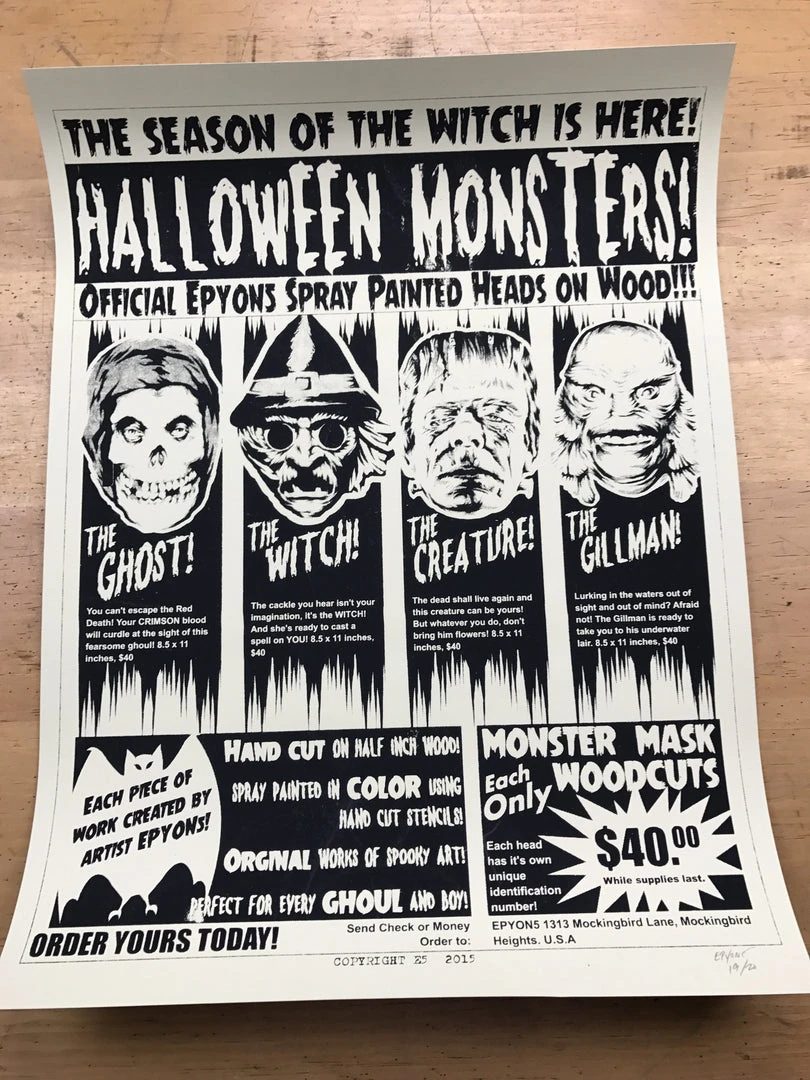 THE SEASON OF THE WITCH IS HERE!
HALLOWEEN MONSTERS!
OFFICIAL EPYON5 SPRAY PAINTED HEADS ON WOOD!!!
THE
GHOST!
You can't escape the Red
Death! Your CRIMSON blood
will curdle at the sight of this
fearsome ghoul! 8.5 x 11
inches, $40
THE
WITCH!
The cackle you hear isn't your
imagination, it's the WITCH!
And she's ready to cast a
spell on YOU! 8.5 x 11 inches,
$40
THE
CREATURE!
The dead shall live again and
this creature can be yours!
But whatever you do, don't
bring him flowers! 8.5 x 11
inches, $40
THE
GILLMAN!
Lurking in the waters out of
sight and out of mind? Afraid
not! The Gillman is ready to
take you to his underwater
lair. 8.5 x 11 inches, $40
EACH PIECE OF
WORK CREATED BY
ARTIST EPYON5!
HAND CUT ON HALF INCH WOOD!
SPRAY PAINTED IN COLOR USING
HAND CUT STENCILS!
ORGINAL WORKS OF SPOOKY ART!
PERFECT FOR EVERY GHOUL AND BOY!
MONSTER MASK
WOODCUTS
Each
Only
$40.00
While supplies last.
Each head
has it's own
unique
identification
number!
ORDER YOURS TODAY!
Send Check or Money
Order to:
EPYON5 1313 Mockingbird Lane, Mockingbird
Heights. U.S.A
COPYRIGHT E5 2015
EPYON5
19/20